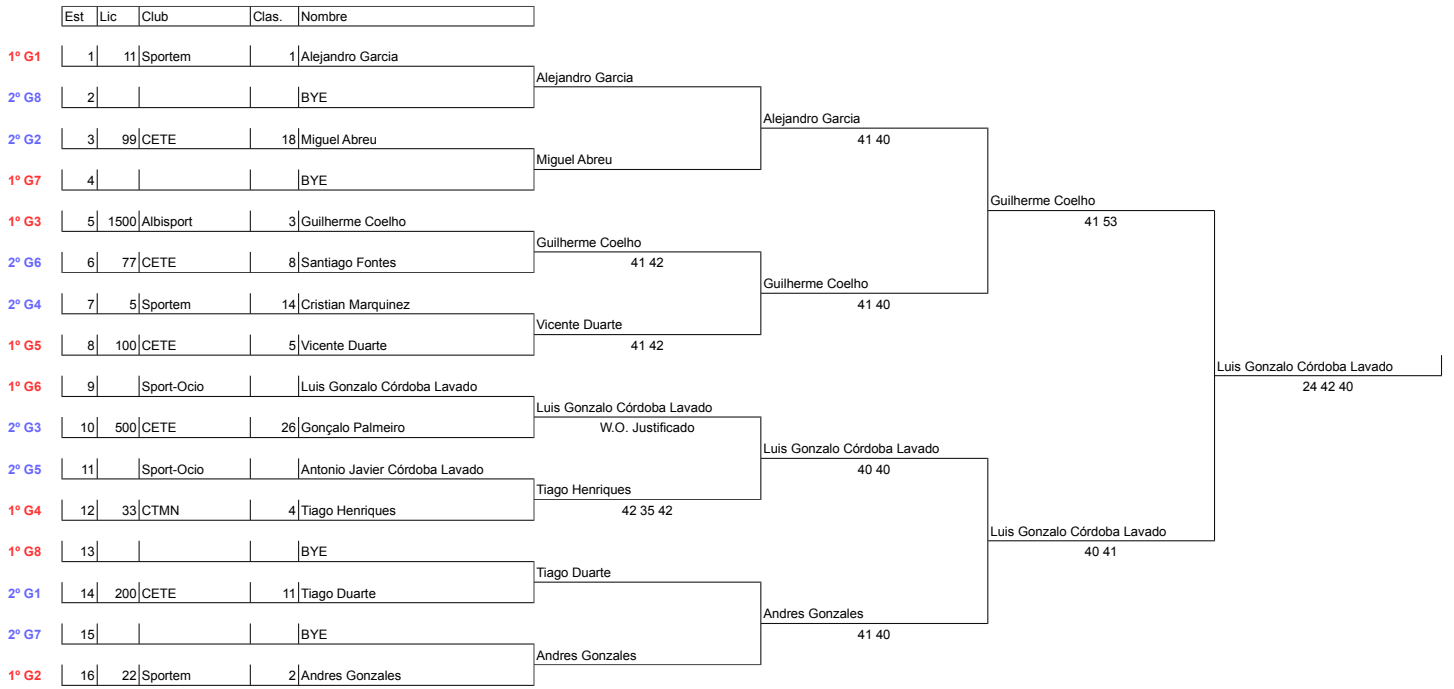 Est Lic Club Clas. Nombre
1º G1 1 11 Sportem 1 Alejandro Garcia
Alejandro Garcia
2º G8 2 BYE
Alejandro Garcia
41 40
2º G2 3 99 CETE 18 Miguel Abreu
Miguel Abreu
1º G7 4 BYE
Guilherme Coelho
41 53
1º G3 5 1500 Albisport 3 Guilherme Coelho
Guilherme Coelho
41 42
2º G6 6 77 CETE 8 Santiago Fontes
Guilherme Coelho
41 40
2º G4 7 5 Sportem 14 Cristian Marquinez
Vicente Duarte
41 42
1º G5 8 100 CETE 5 Vicente Duarte
Luis Gonzalo Córdoba Lavado
24 42 40
1º G6 9 Sport-Ocio Luis Gonzalo Córdoba Lavado
Luis Gonzalo Córdoba Lavado
W.O. Justificado
2º G3 10 500 CETE 26 Gonçalo Palmeiro
Luis Gonzalo Córdoba Lavado
40 40
2º G5 11 Sport-Ocio Antonio Javier Córdoba Lavado
Tiago Henriques
42 35 42
1º G4 12 33 CTMN 4 Tiago Henriques
Luis Gonzalo Córdoba Lavado
40 41
1º G8 13 BYE
Tiago Duarte
2º G1 14 200 CETE 11 Tiago Duarte
Andres Gonzales
41 40
2º G7 15 BYE
Andres Gonzales
1º G2 16 22 Sportem 2 Andres Gonzales